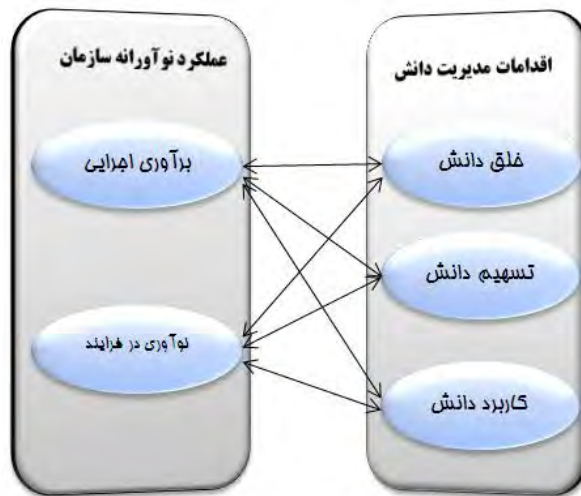 اقدامات مدیریت دانش
خلق دانش
تسهیم دانش
کاربرد دانش
عملکرد نوآورانه سازمان
برآوری اجرایی
نوآوری در فرایند